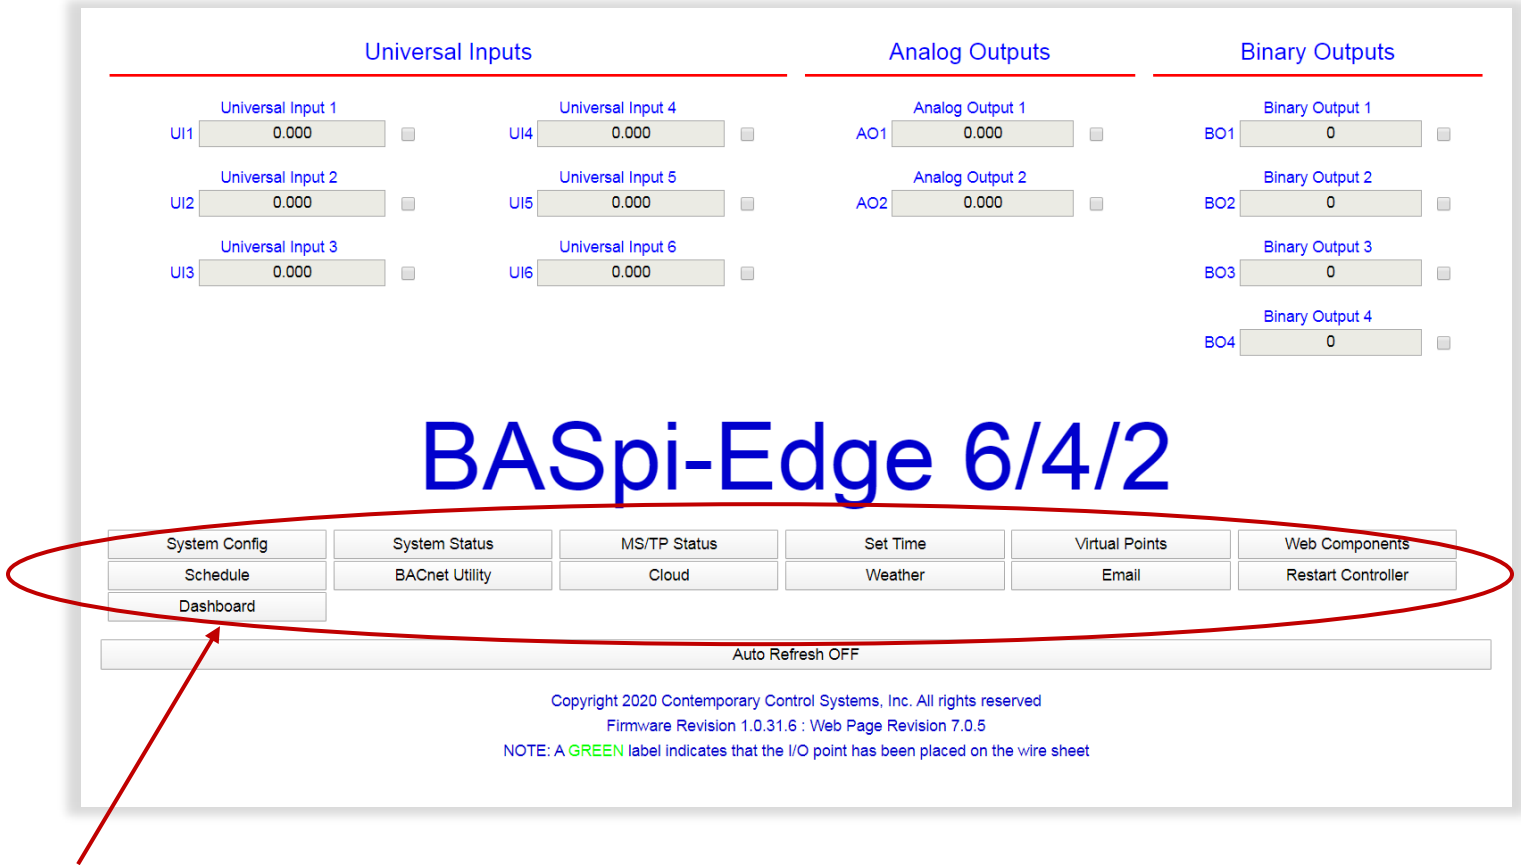 Universal Inputs Analog Outputs Binary Outputs
Universal Input 1 Universal Input 4 Analog Output 1 Binary Output 1
UI1 0.000 UI4 0.000 AO1 0.000 BO1 0
Universal Input 2 Universal Input 5 Analog Output 2 Binary Output 2
UI2 0.000 UI5 0.000 AO2 0.000 BO2 0
Universal Input 3 Universal Input 6 Binary Output 3
UI3 0.000 UI6 0.000 BO3 0
Binary Output 4
BO4 0
BASpi-Edge 6/4/2
System Config System Status MS/TP Status Set Time Virtual Points Web Components
Schedule BACnet Utility Cloud Weather Email Restart Controller
Dashboard
Auto Refresh OFF
Copyright 2020 Contemporary Control Systems, Inc. All rights reserved
Firmware Revision 1.0.31.6 : Web Page Revision 7.0.5
NOTE: A GREEN label indicates that the I/O point has been placed on the wire sheet